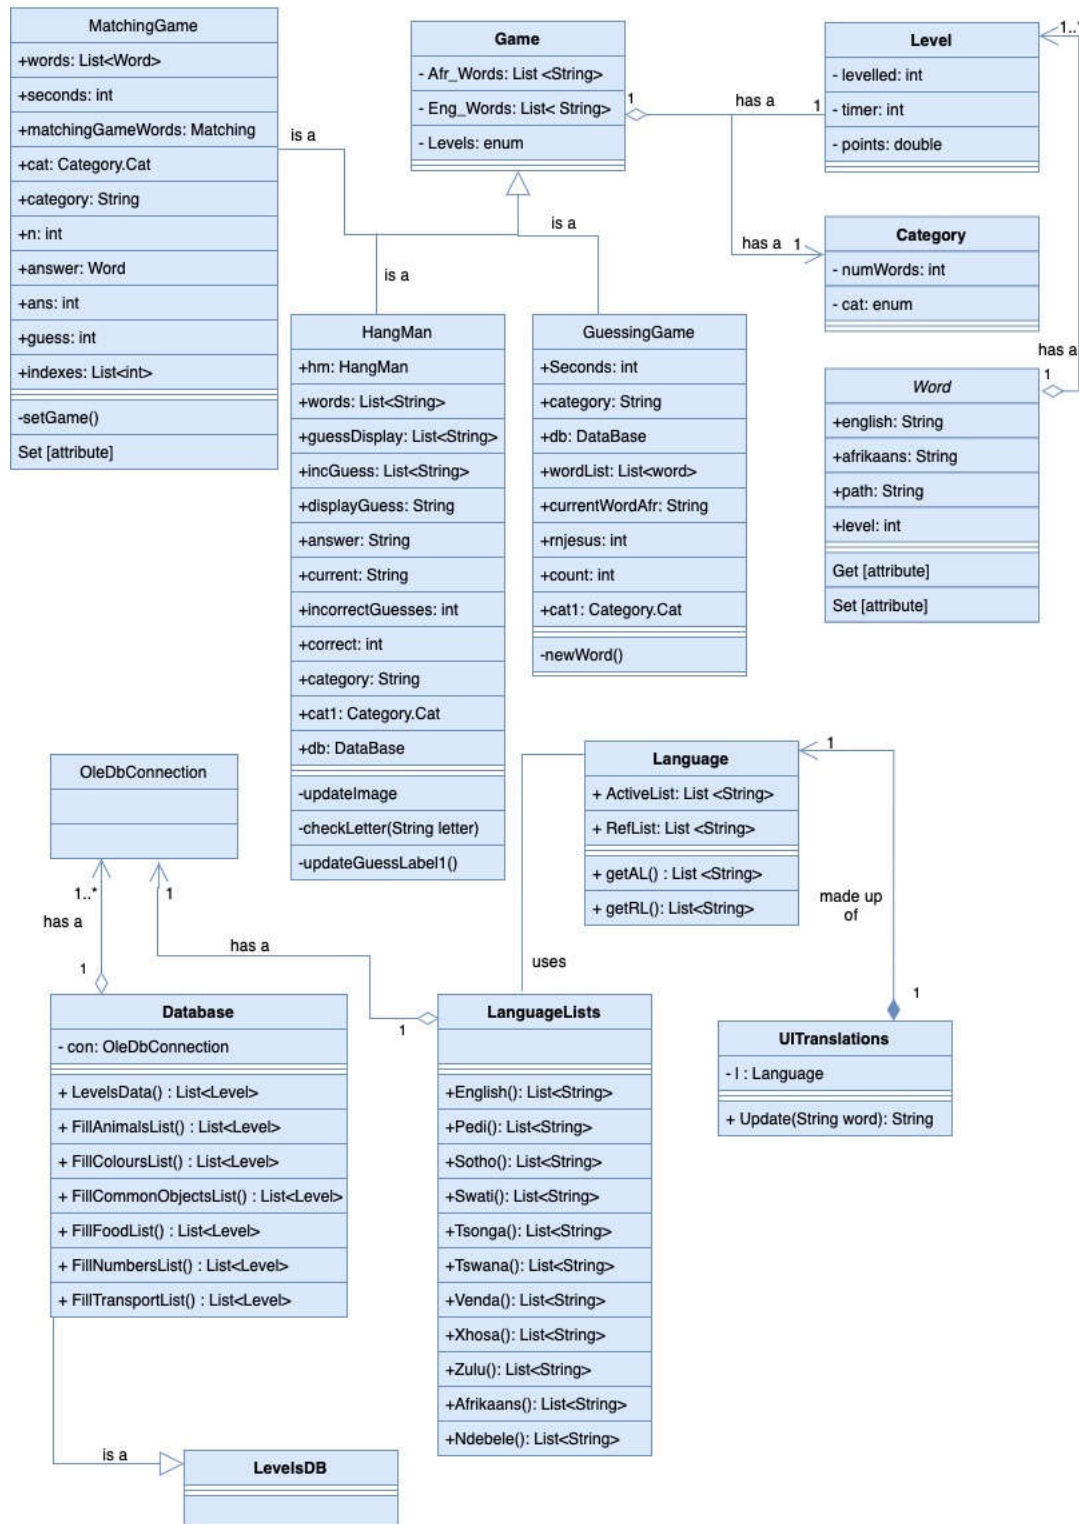 MatchingGame
+words: List<Word>
+seconds: int
+matchingGameWords: Matching
+cat: Category.Cat
+category: String
+n: int
+answer: Word
+ans: int
+guess: int
+indexes: List<int>
-setGame()
Set [attribute]
is a
Game
- Afr_Words: List <String>
- Eng_Words: List< String>
- Levels: enum
1
has a
1
Level
- levelled: int
- timer: int
- points: double
1..
has a
1
Category
- numWords: int
- cat: enum
has a
1
Word
+english: String
+afrikaans: String
+path: String
+level: int
Get [attribute]
Set [attribute]
is a
is a
HangMan
+hm: HangMan
+words: List<String>
+guessDisplay: List<String>
+incGuess: List<String>
+displayGuess: String
+answer: String
+current: String
+incorrectGuesses: int
+correct: int
+category: String
+cat1: Category.Cat
+db: DataBase
-updateImage
-checkLetter(String letter)
-updateGuessLabel1()
GuessingGame
+Seconds: int
+category: String
+db: DataBase
+wordList: List<word>
+currentWordAfr: String
+rnjesus: int
+count: int
+cat1: Category.Cat
-newWord()
OleDbConnection
1..*
has a
1
1
has a
1
Language
+ ActiveList: List <String>
+ RefList: List <String>
+ getAL() : List <String>
+ getRL(): List<String>
1
made up
of
1
uses
Database
- con: OleDbConnection
+ LevelsData() : List<Level>
+ FillAnimalsList() : List<Level>
+ FillColoursList() : List<Level>
+ FillCommonObjectsList() : List<Level>
+ FillFoodList() : List<Level>
+ FillNumbersList() : List<Level>
+ FillTransportList() : List<Level>
LanguageLists
+English(): List<String>
+Pedi(): List<String>
+Sotho(): List<String>
+Swati(): List<String>
+Tsonga(): List<String>
+Tswana(): List<String>
+Venda(): List<String>
+Xhosa(): List<String>
+Zulu(): List<String>
+Afrikaans(): List<String>
+Ndebele(): List<String>
UITranslations
- l : Language
+ Update(String word): String
is a
LevelsDB